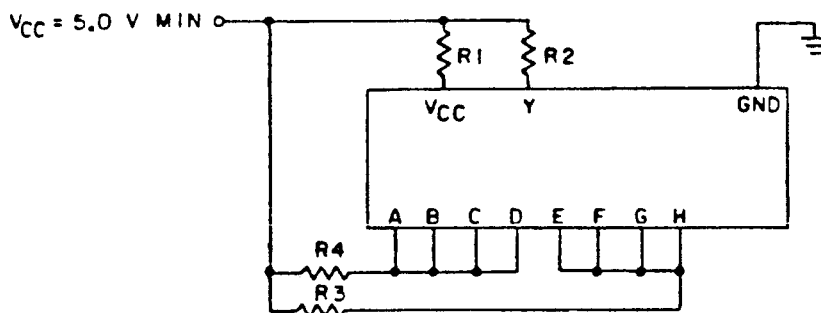 VCC = 5.0 V MIN
R1
R2
VCC
Y
GND
A B C D E F G H
R4
R3